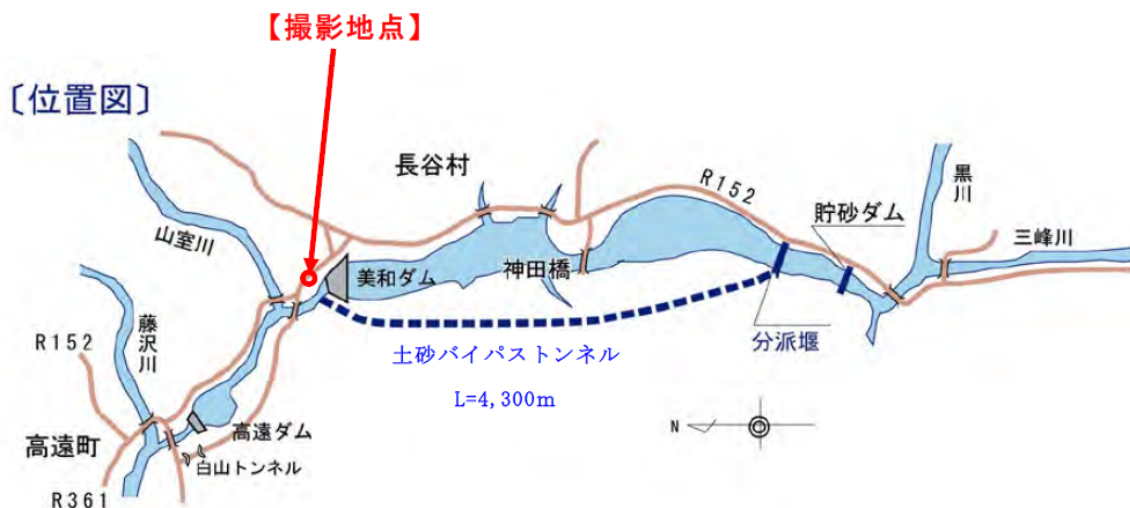 【撮影地点】
〔位置図〕
長谷村
R152
黒川
貯砂ダム
三峰川
山室川
美和ダム
神田橋
藤沢川
R152
分派堰
土砂バイパストンネル
L=4,300m
N
高遠町
高遠ダム
白山トンネル
R361